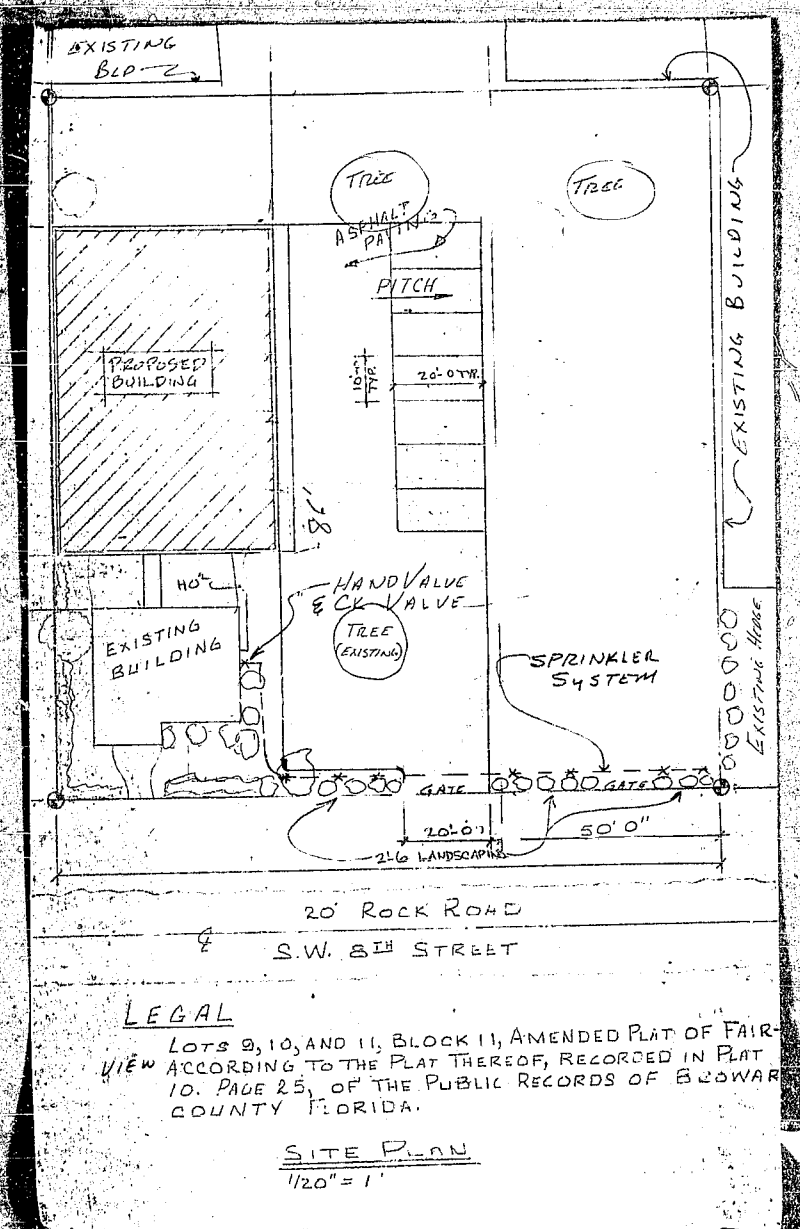 EXISTING
BLD
TREE
TREE
ASPHALT
PAVING
PITCH
PROPOSED
BUILDING
20'-0 TYP.
TYP.
EXISTING BUILDING
86'
HAND VALVE
& CK. VALVE
EXISTING
BUILDING
TREE
(EXISTING)
SPRINKLER
SYSTEM
EXISTING HEDGE
GATE
GATE
20'-0"
50' 0"
2'-6 LANDSCAPING
20' ROCK ROAD
S.W. 8TH STREET
LEGAL
LOTS 9, 10, AND 11, BLOCK 11, AMENDED PLAT OF FAIR-
VIEW ACCORDING TO THE PLAT THEREOF, RECORDED IN PLAT
10. PAGE 25, OF THE PUBLIC RECORDS OF BROWAR
COUNTY FLORIDA.
SITE PLAN
1/20" = 1'